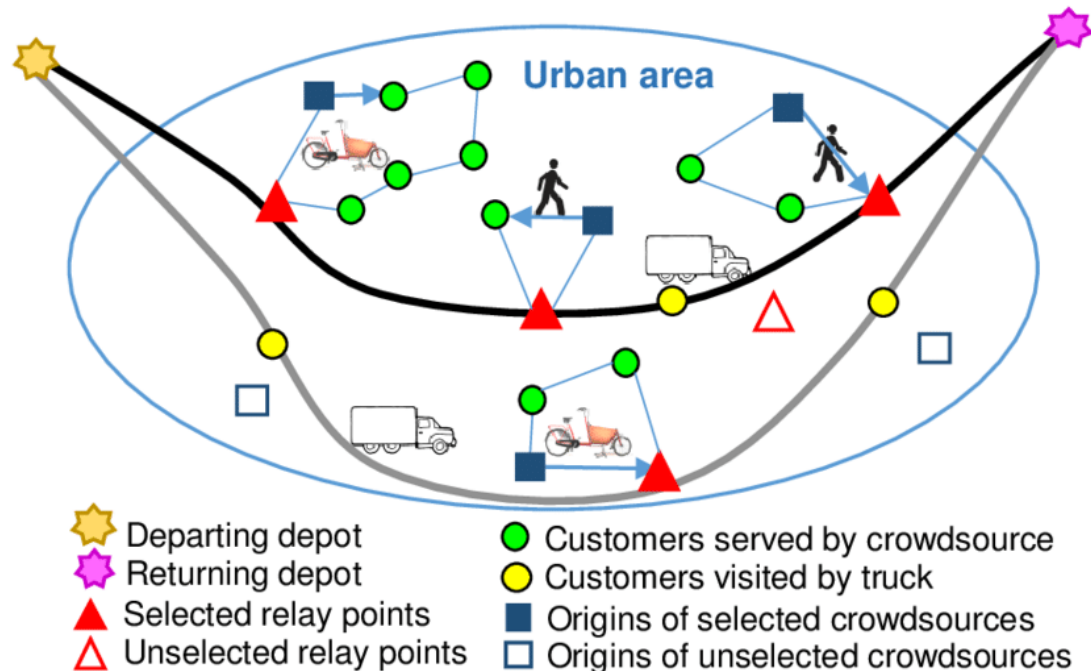 Urban area
Departing depot
Returning depot
Selected relay points
Unselected relay points
Customers served by crowdsource
Customers visited by truck
Origins of selected crowdsources
Origins of unselected crowdsources